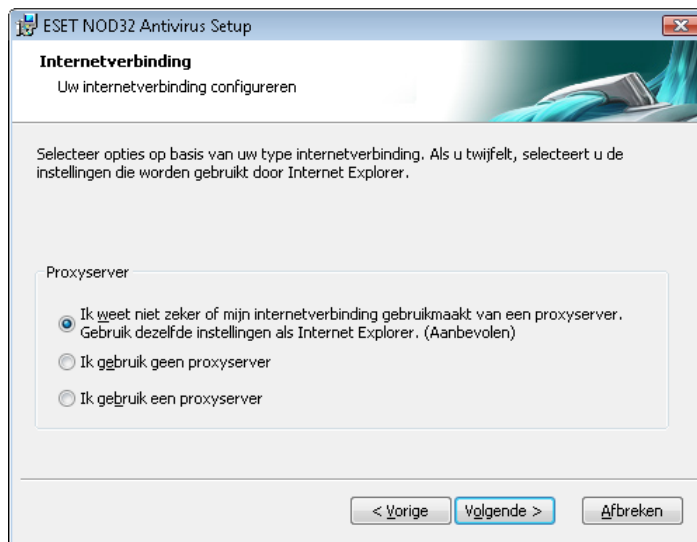 ESET NOD32 Antivirus Setup
Internetverbinding
Uw internetverbinding configureren
Selecteer opties op basis van uw type internetverbinding. Als u twijfelt, selecteert u de
instellingen die worden gebruikt door Internet Explorer.
Proxyserver
Ik weet niet zeker of mijn internetverbinding gebruikmaakt van een proxyserver.
Gebruik dezelfde instellingen als Internet Explorer. (Aanbevolen)
Ik gebruik geen proxyserver
Ik gebruik een proxyserver
< Vorige
Volgende >
Afbreken